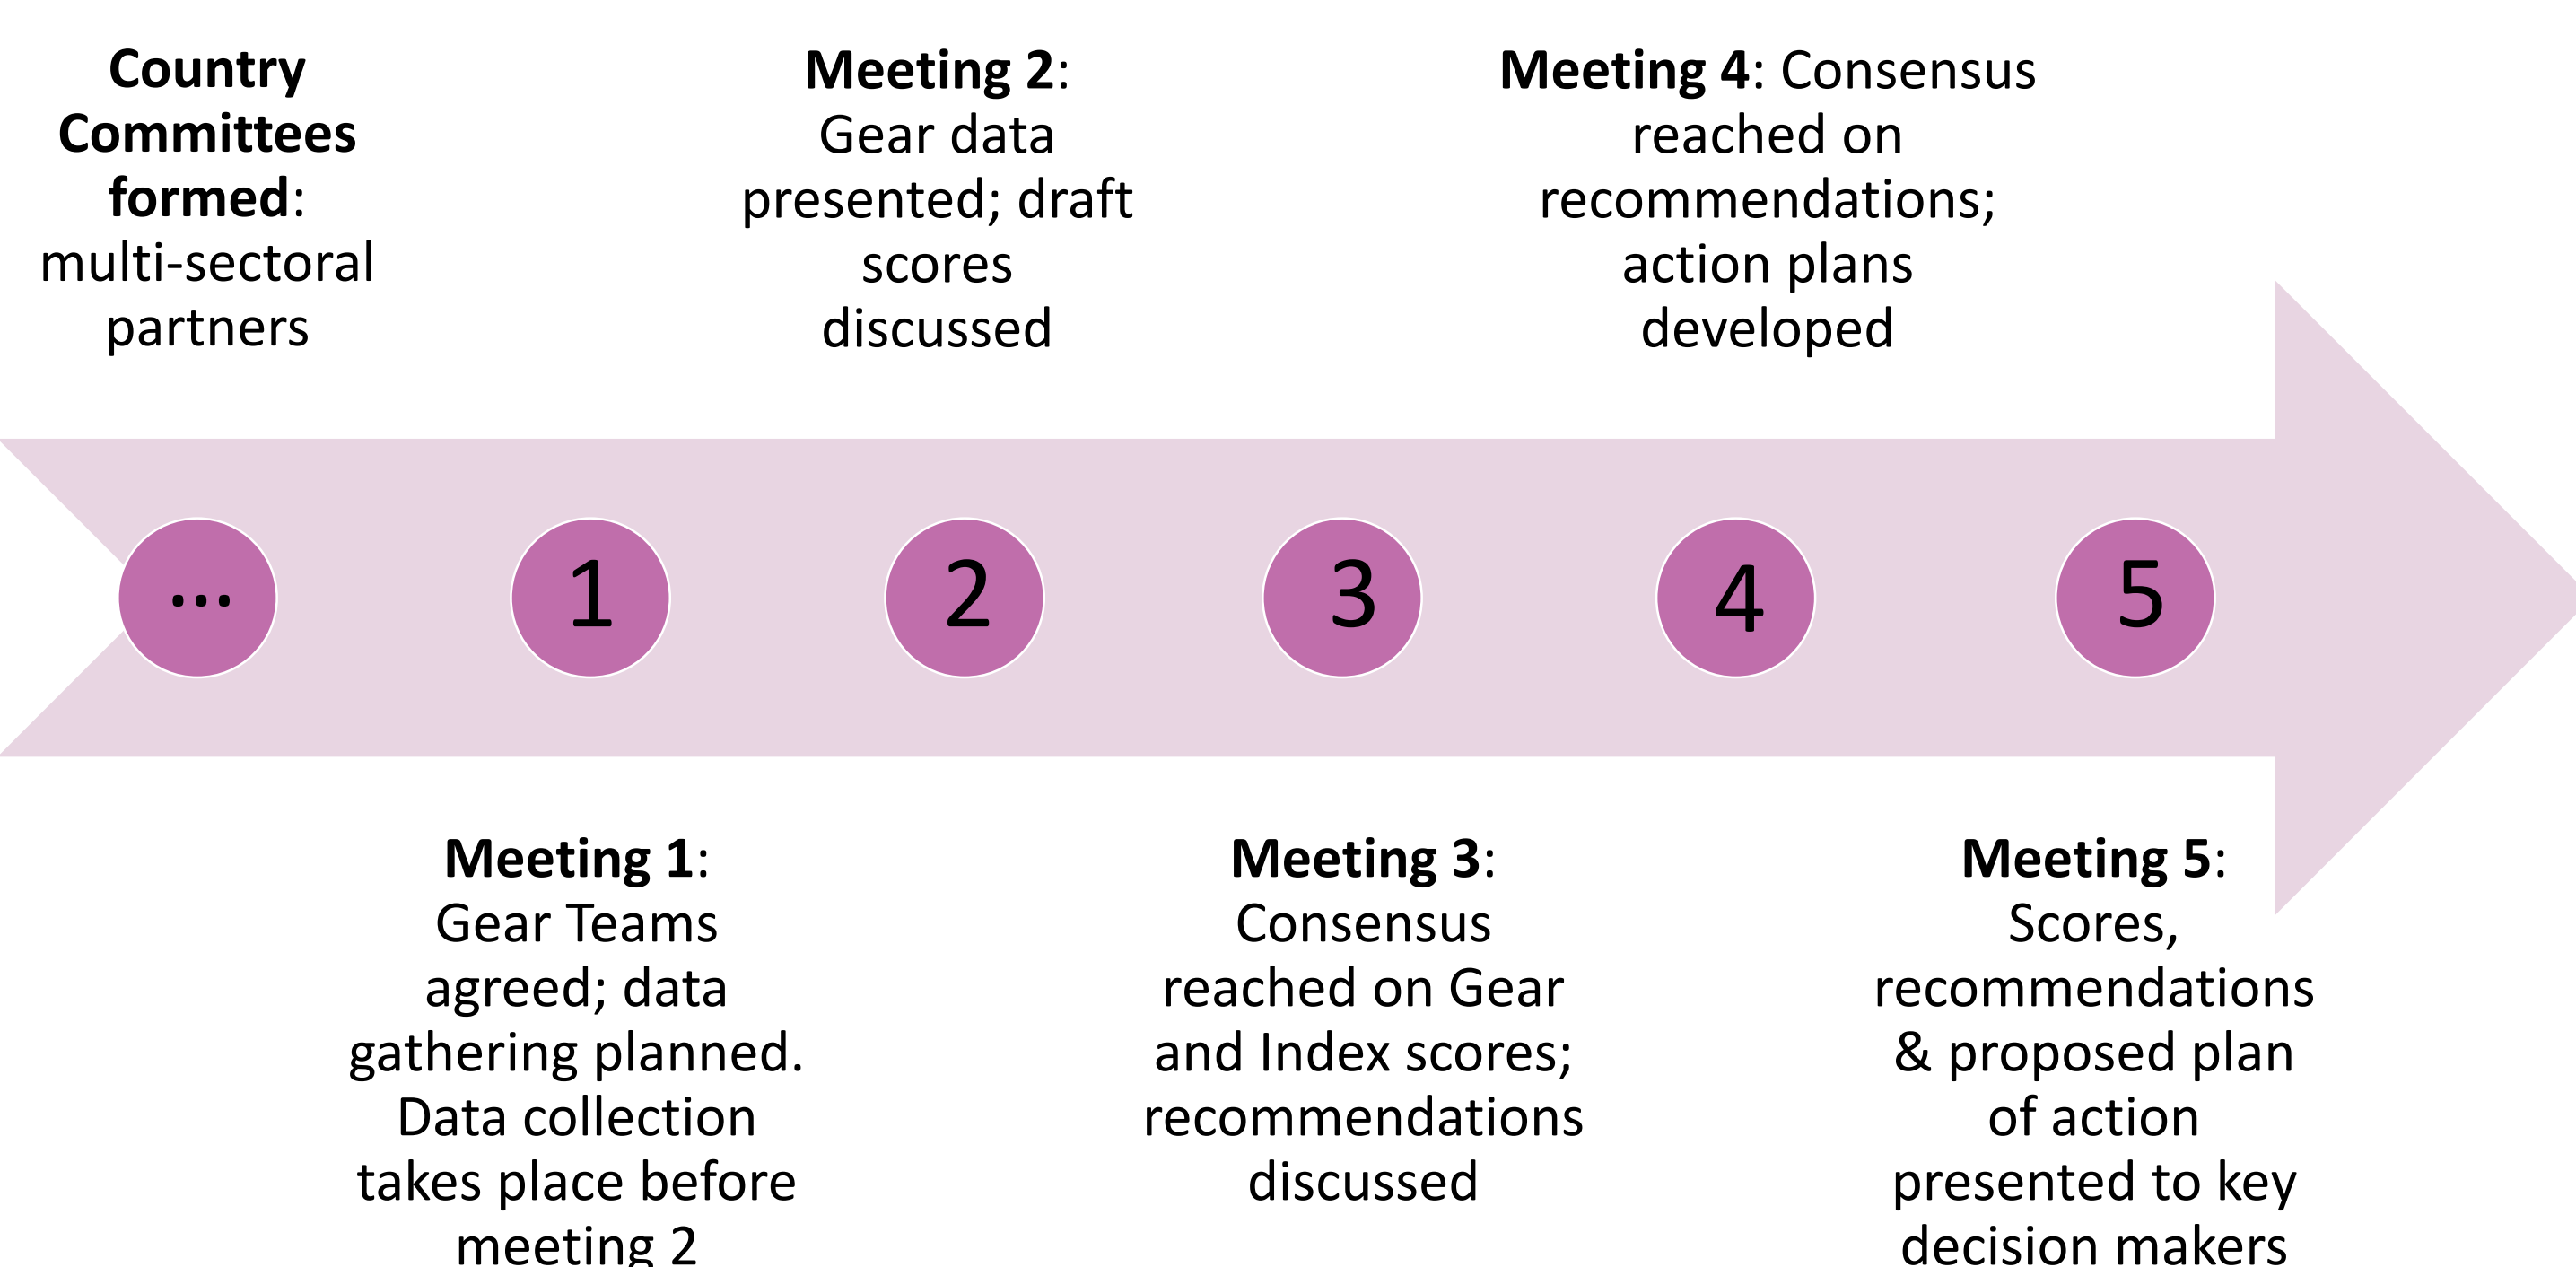 Country
Committees
formed:
multi-sectoral
partners
Meeting 2:
Gear data
presented; draft
scores
discussed
Meeting 4: Consensus
reached on
recommendations;
action plans
developed
...
1
2
3
4
5
Meeting 1:
Gear Teams
agreed; data
gathering planned.
Data collection
takes place before
meeting 2
Meeting 3:
Consensus
reached on Gear
and Index scores;
recommendations
discussed
Meeting 5:
Scores,
recommendations
& proposed plan
of action
presented to key
decision makers